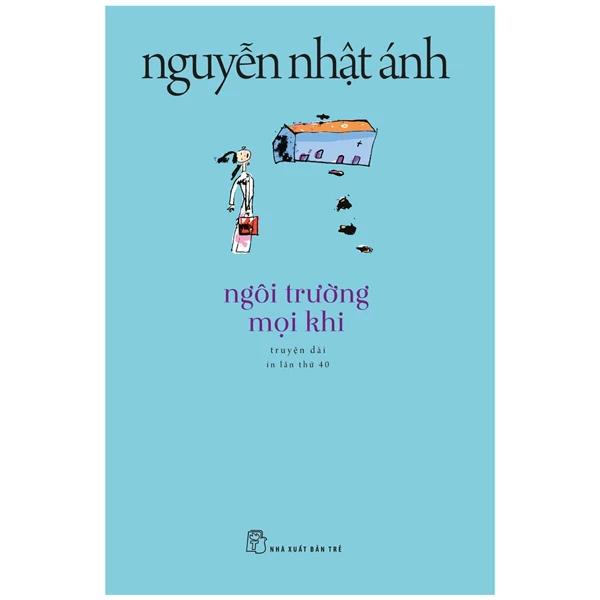 nguyễn nhật ánh
ngôi trường
mọi khi
truyện dài
in lần thứ 40
NHÀ XUẤT BẢN TRẺ